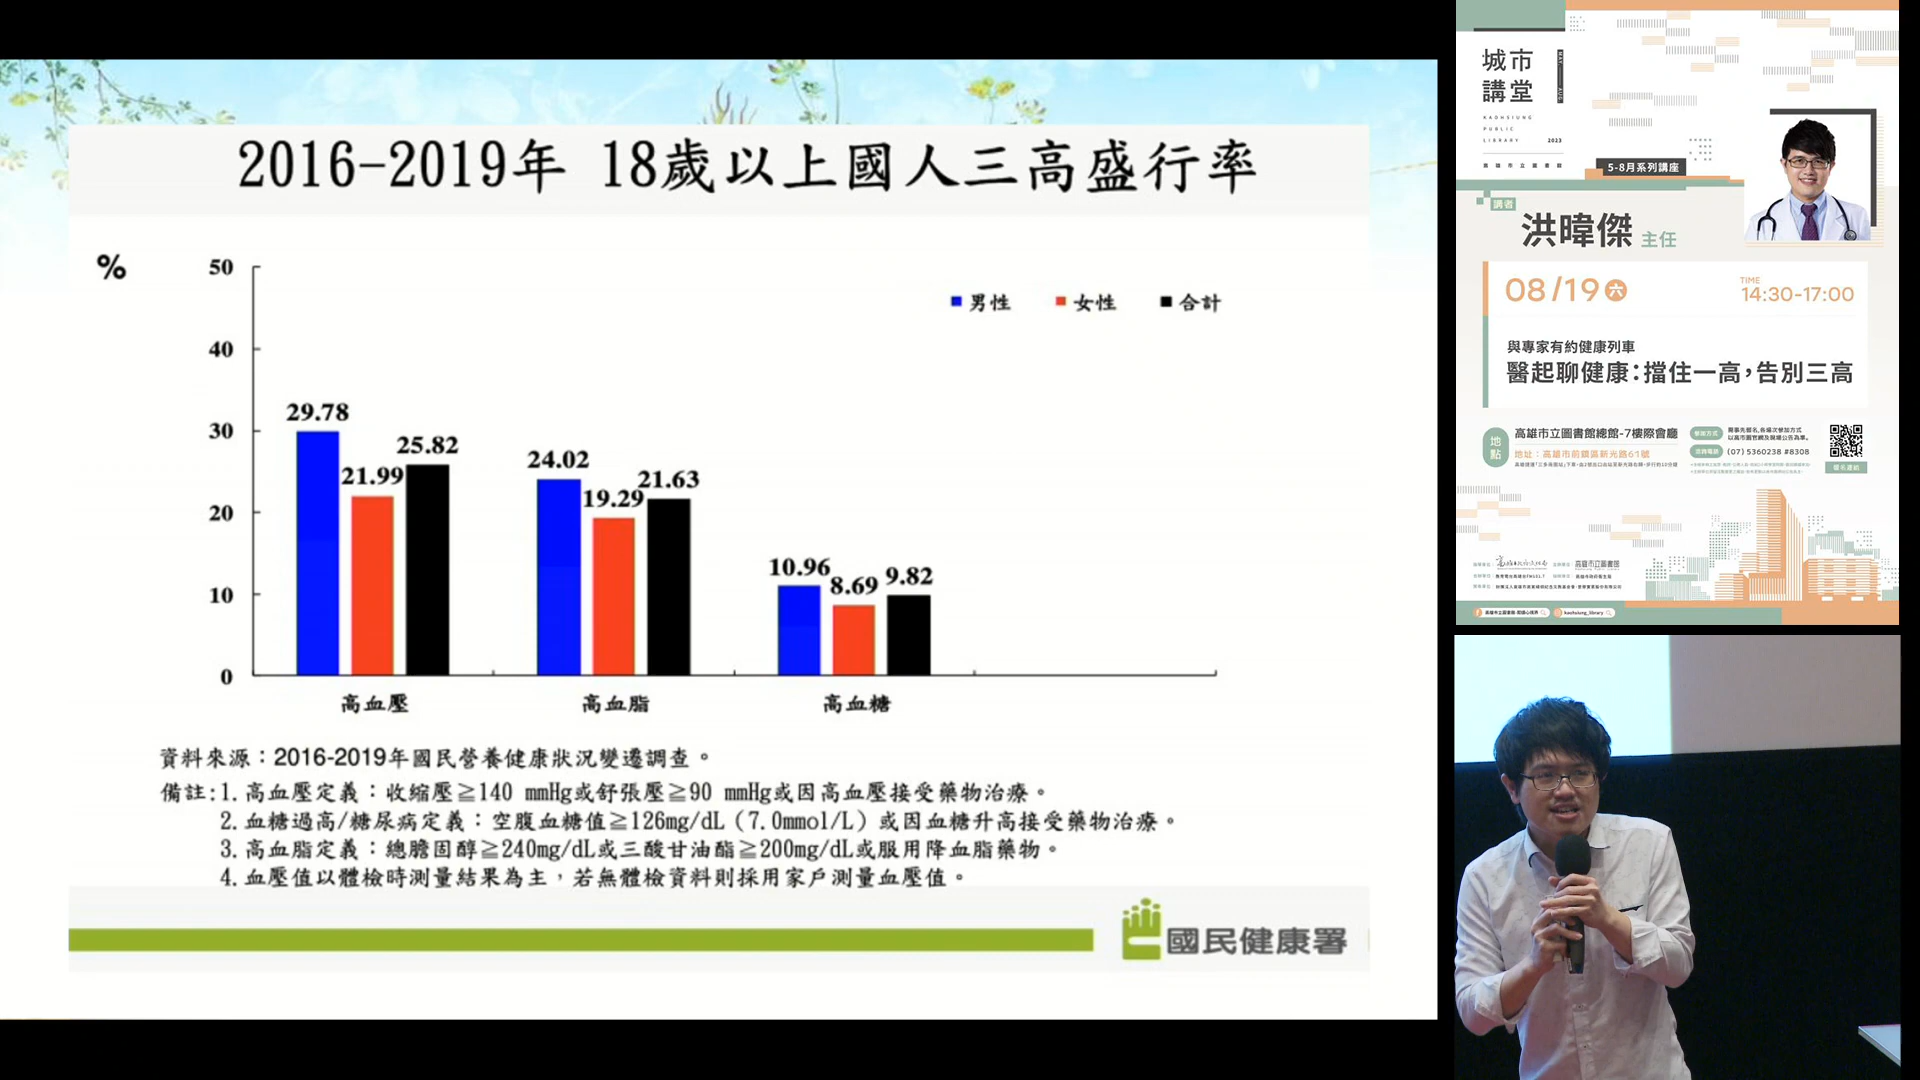 2016-2019年 18歲以上國人三高盛行率
%
50
40
30
20
10
0
男性 女性 合計
29.78
21.99
25.82
24.02
19.29
21.63
10.96
8.69
9.82
高血壓 高血脂 高血糖
資料來源：2016-2019年國民營養健康狀況變遷調查。
備註:1. 高血壓定義：收縮壓≧140 mmHg或舒張壓≧90 mmHg或因高血壓接受藥物治療。
2. 血糖過高/糖尿病定義：空腹血糖值≧126mg/dL (7.0mmol/L) 或因血糖升高接受藥物治療。
3. 高血脂定義：總膽固醇≧240mg/dL或三酸甘油酯≧200mg/dL或服用降血脂藥物。
4. 血壓值以體檢時測量結果為主，若無體檢資料則採用家戶測量血壓值。
國民健康署
城市
講堂
KAOHSIUNG
PUBLIC
LIBRARY 2023
高雄市立圖書館
5-8月系列講座
講者
洪暐傑 主任
08/19 六
TIME
14:30-17:00
與專家有約健康列車
醫起聊健康：擋住一高，告別三高
地點
高雄市立圖書館總館-7樓際會廳
地址：高雄市前鎮區新光路61號
(07) 5360238 #8308
高雄市立圖書館
kaohsiung_library